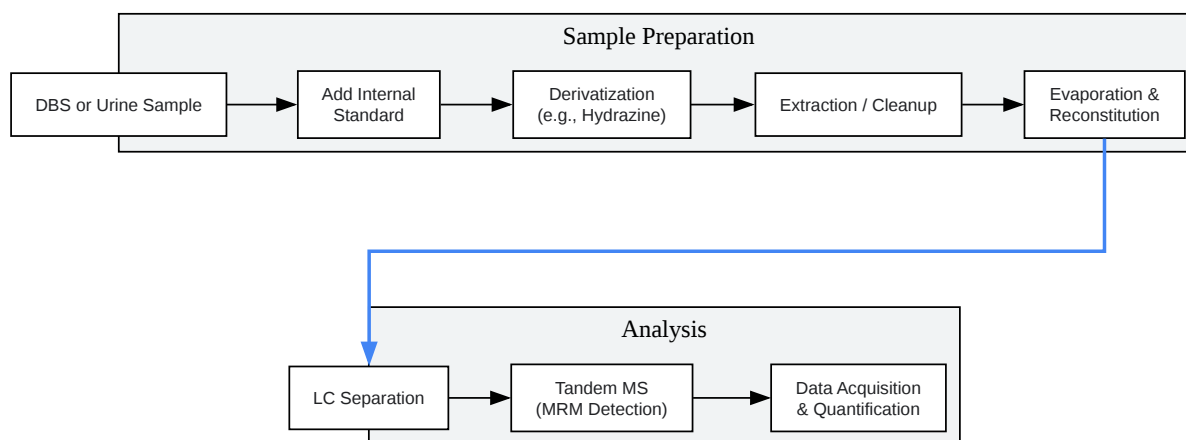 Sample Preparation
DBS or Urine Sample
Add Internal
Standard
Derivatization
(e.g., Hydrazine)
Extraction / Cleanup
Evaporation &
Reconstitution
Analysis
LC Separation
Tandem MS
(MRM Detection)
Data Acquisition
& Quantification